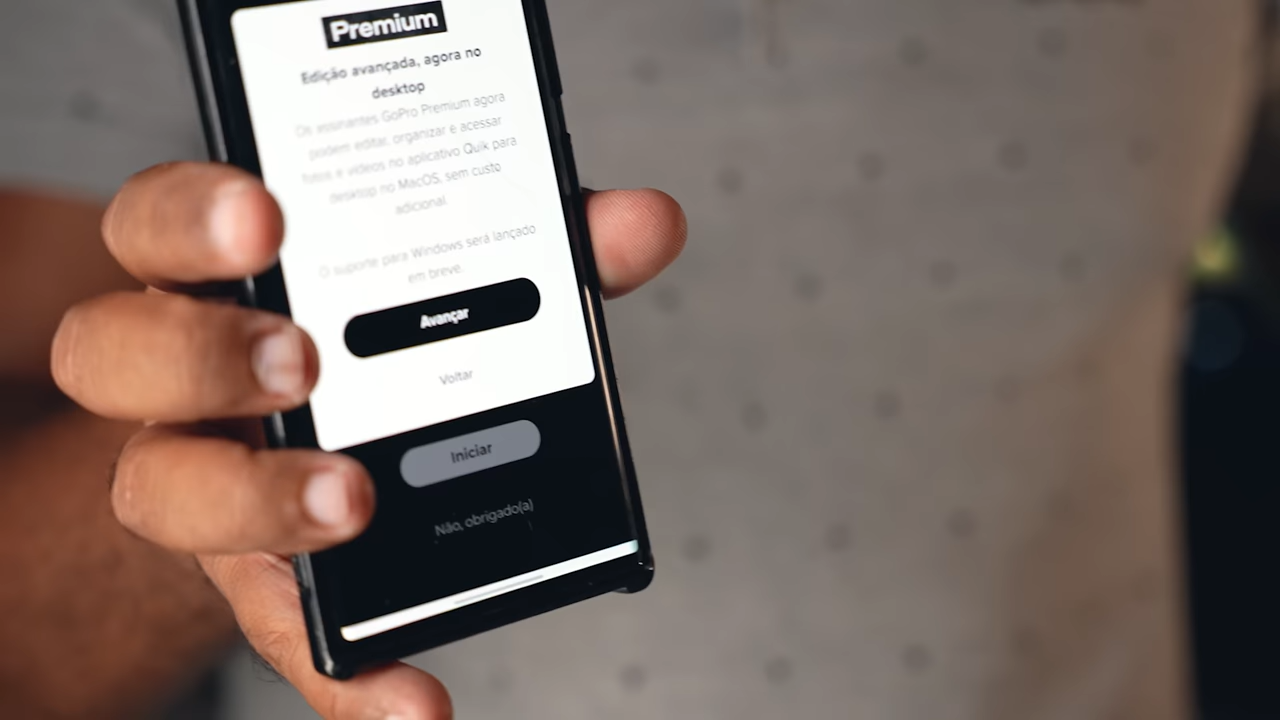 Premium
Edição avançada, agora no
desktop
Os assinantes GoPro Premium agora
podem editar, organizar e acessar
fotos e vídeos no aplicativo Quik para
desktop no MacOS, sem custo
adicional.
O suporte para Windows será lançado
em breve.
Avançar
Voltar
Iniciar
Não, obrigado(a)